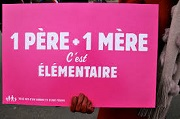 1 PÈRE + 1 MÈRE
C'est
ÉLÉMENTAIRE